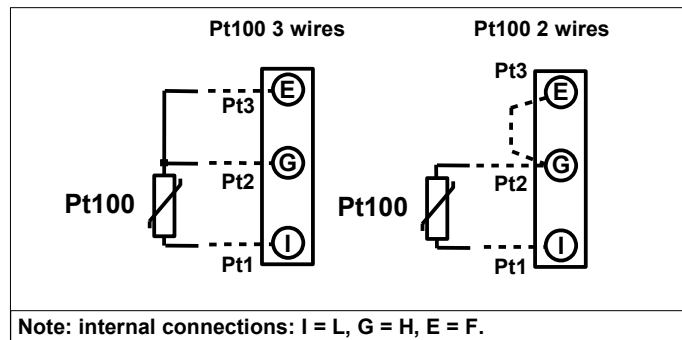 Pt100 3 wires
Pt100 2 wires
E
Pt3
G
Pt2
Pt100
I
Pt1
Pt3
E
G
Pt2
Pt100
I
Pt1
Note: internal connections: I = L, G = H, E = F.